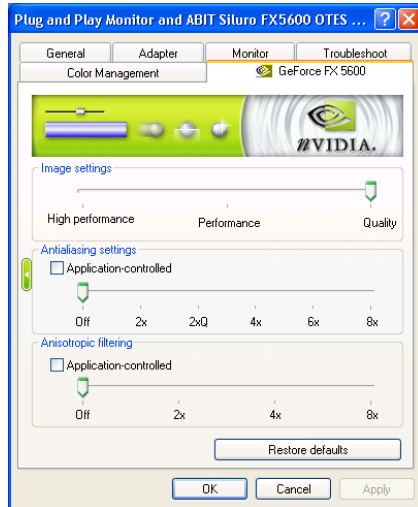 Plug and Play Monitor and ABIT Siluro FX5600 OTES ...
General Adapter Monitor Troubleshoot
Color Management GeForce FX 5600
nVIDIA.
Image settings
High performance Performance Quality
Antialiasing settings
Application-controlled
Off 2x 2xQ 4x 6x 8x
Anisotropic filtering
Application-controlled
Off 2x 4x 8x
Restore defaults
OK Cancel Apply